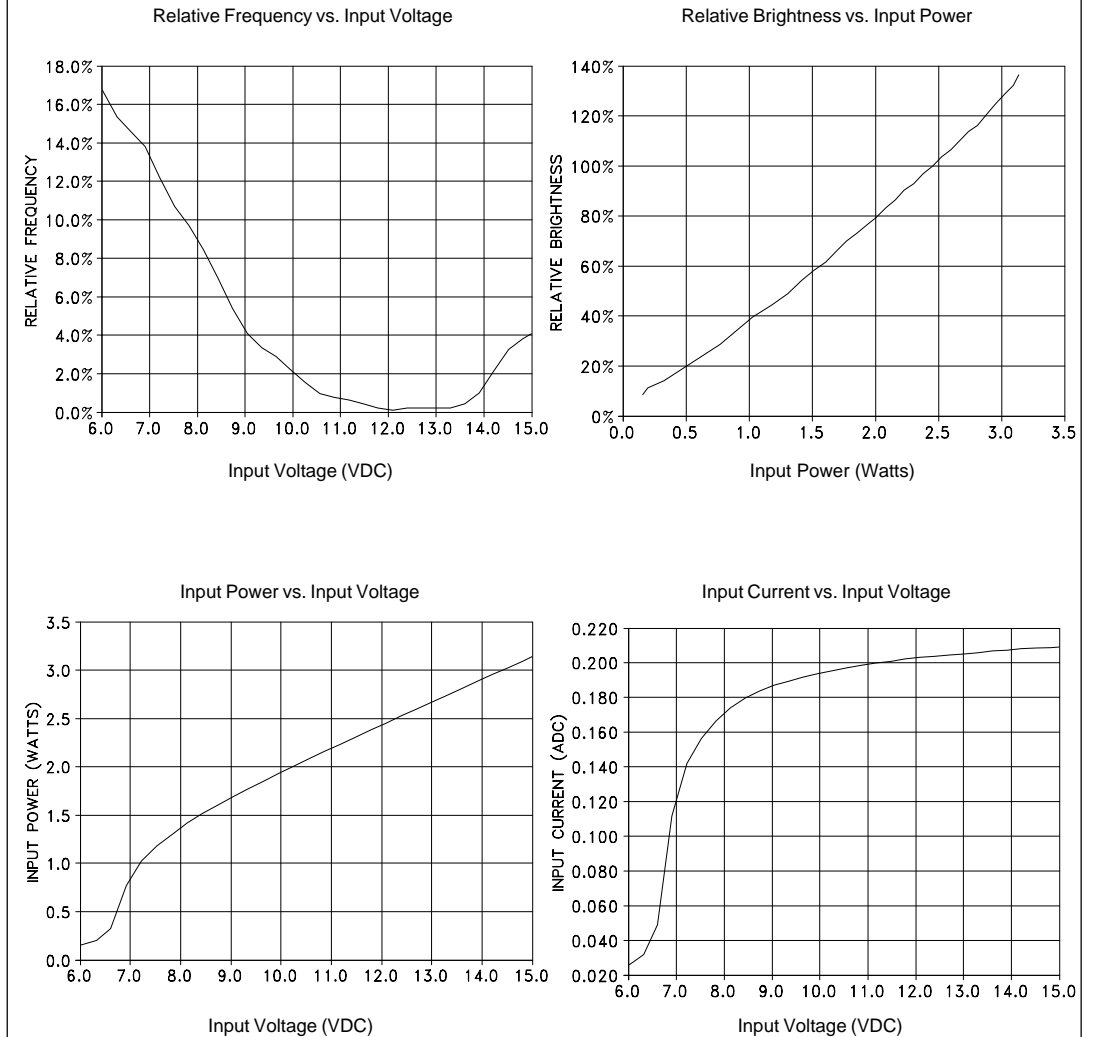 Relative Frequency vs. Input Voltage
18.0%
16.0%
14.0%
12.0%
10.0%
8.0%
6.0%
4.0%
2.0%
0.0%
RELATIVE FREQUENCY
6.0 7.0 8.0 9.0 10.0 11.0 12.0 13.0 14.0 15.0
Input Voltage (VDC)
Relative Brightness vs. Input Power
140%
120%
100%
80%
60%
40%
20%
0%
RELATIVE BRIGHTNESS
0.0 0.5 1.0 1.5 2.0 2.5 3.0 3.5
Input Power (Watts)
Input Power vs. Input Voltage
3.5
3.0
2.5
2.0
1.5
1.0
0.5
0.0
INPUT POWER (WATTS)
6.0 7.0 8.0 9.0 10.0 11.0 12.0 13.0 14.0 15.0
Input Voltage (VDC)
Input Current vs. Input Voltage
0.220
0.200
0.180
0.160
0.140
0.120
0.100
0.080
0.060
0.040
0.020
INPUT CURRENT (ADC)
6.0 7.0 8.0 9.0 10.0 11.0 12.0 13.0 14.0 15.0
Input Voltage (VDC)